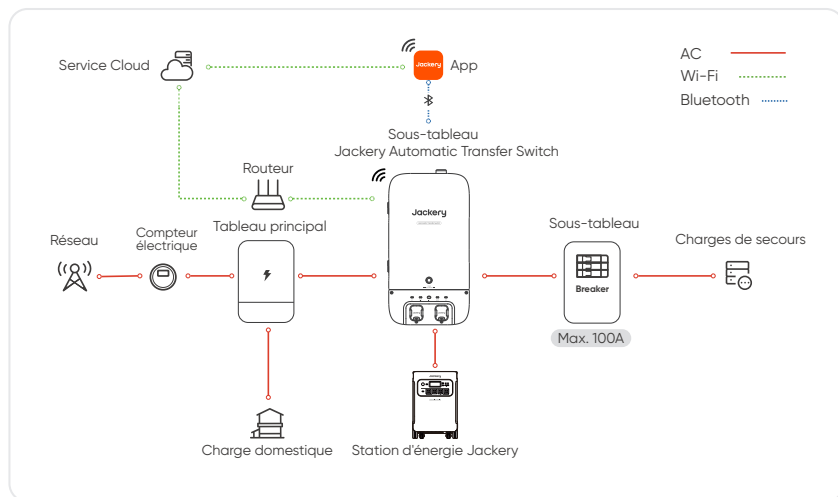 AC
Wi-Fi
Bluetooth
Service Cloud
Jackery
App
Sous-tableau
Jackery Automatic Transfer Switch
Routeur
Jackery
Réseau
Compteur
électrique
Tableau principal
Sous-tableau
Breaker
Max. 100A
Charges de secours
Charge domestique
Station d'énergie Jackery